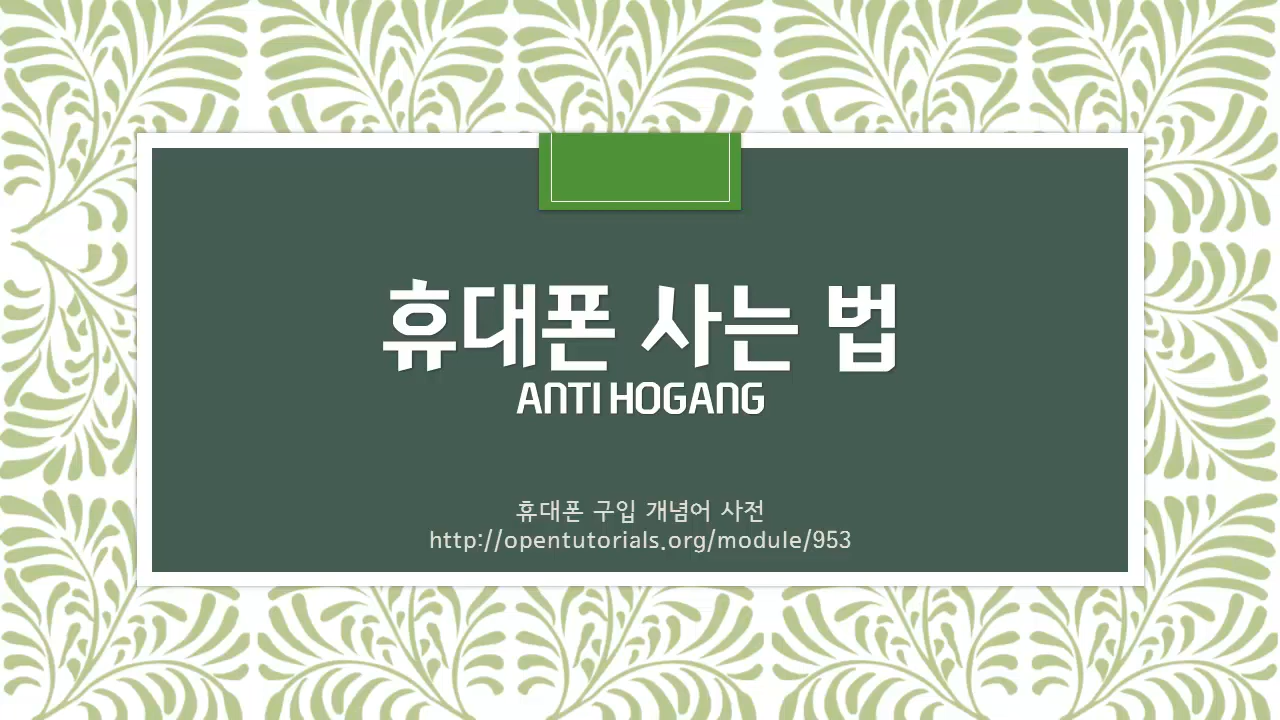 휴대폰 사는 법
ANTI HOGANG
휴대폰 구입 개념어 사전
http://opentutorials.org/module/953